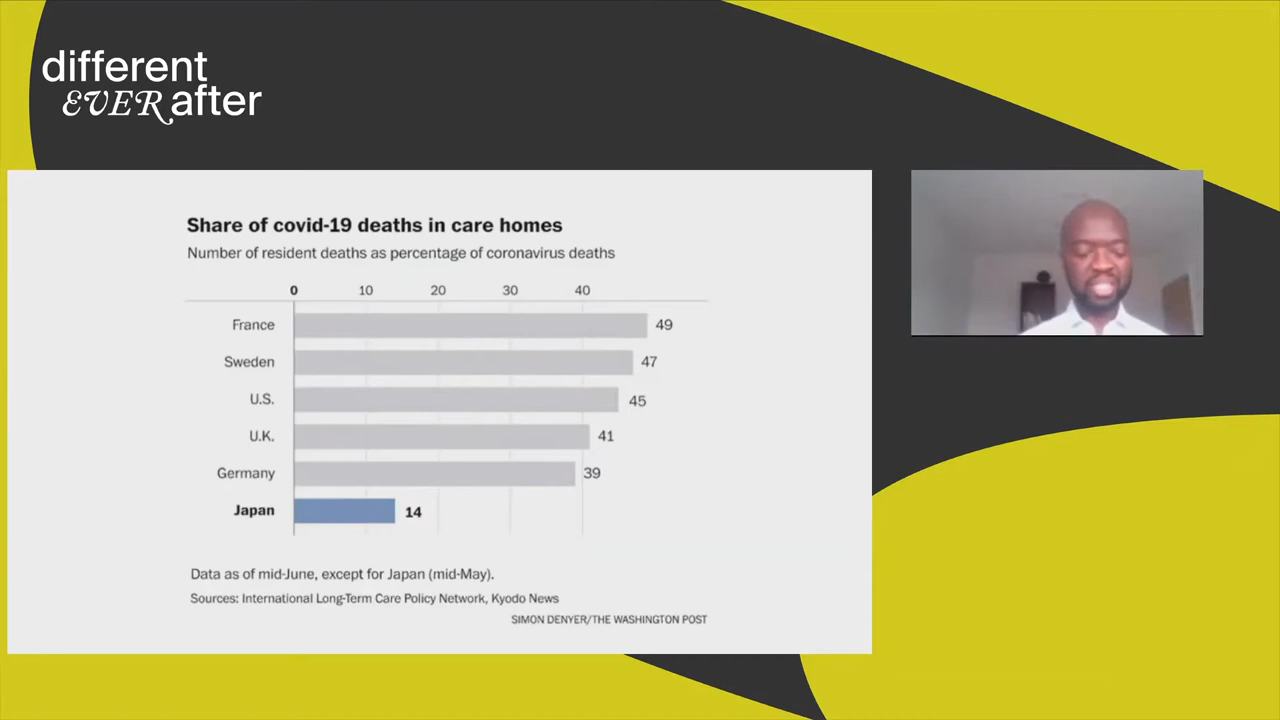 different
EVER after
Share of covid-19 deaths in care homes
Number of resident deaths as percentage of coronavirus deaths
0 10 20 30 40
France 49
Sweden 47
U.S. 45
U.K. 41
Germany 39
Japan 14
Data as of mid-June, except for Japan (mid-May).
Sources: International Long-Term Care Policy Network, Kyodo News
SIMON DENYER/THE WASHINGTON POST